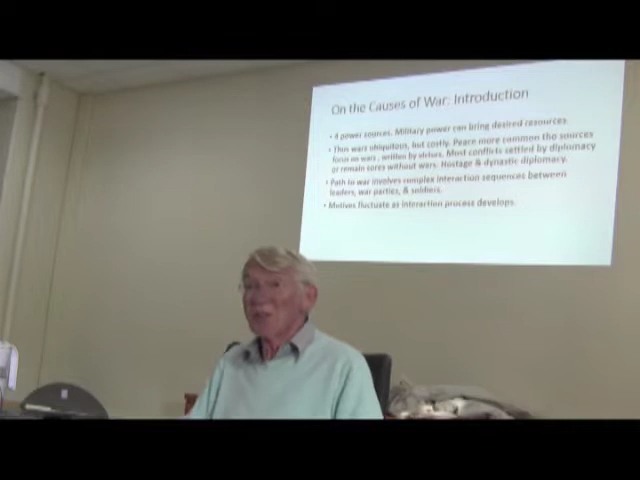 On the Causes of War: Introduction
• 4 power sources. Military power can bring desired resources.
• Thus wars ubiquitous, but costly. Peace more common tho sources
focus on wars, written by victors. Most conflicts settled by diplomacy
or remain sores without wars. Hostage & dynastic diplomacy.
• Path to war involves complex interaction sequences between
leaders, war parties, & soldiers.
• Motives fluctuate as interaction process develops.